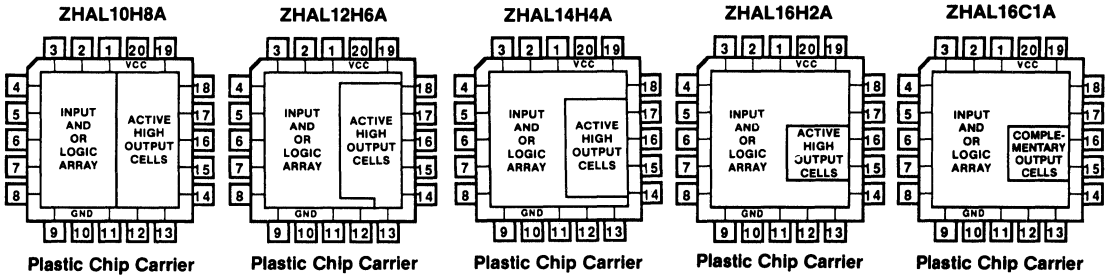 ZHAL10H8A
3 2 1 20 19
VCC
4 18
5 17
6 16
7 15
8 14
INPUT
AND
OR
LOGIC
ARRAY
ACTIVE
HIGH
OUTPUT
CELLS
GND
9 10 11 12 13
Plastic Chip Carrier
ZHAL12H6A
3 2 1 20 19
VCC
4 18
5 17
6 16
7 15
8 14
INPUT
AND
OR
LOGIC
ARRAY
ACTIVE
HIGH
OUTPUT
CELLS
GND
9 10 11 12 13
Plastic Chip Carrier
ZHAL14H4A
3 2 1 20 19
VCC
4 18
5 17
6 16
7 15
8 14
INPUT
AND
OR
LOGIC
ARRAY
ACTIVE
HIGH
OUTPUT
CELLS
GND
9 10 11 12 13
Plastic Chip Carrier
ZHAL16H2A
3 2 1 20 19
VCC
4 18
5 17
6 16
7 15
8 14
INPUT
AND
OR
LOGIC
ARRAY
ACTIVE
HIGH
OUTPUT
CELLS
GND
9 10 11 12 13
Plastic Chip Carrier
ZHAL16C1A
3 2 1 20 19
VCC
4 18
5 17
6 16
7 15
8 14
INPUT
AND
OR
LOGIC
ARRAY
COMPLE-
MENTARY
OUTPUT
CELLS
GND
9 10 11 12 13
Plastic Chip Carrier